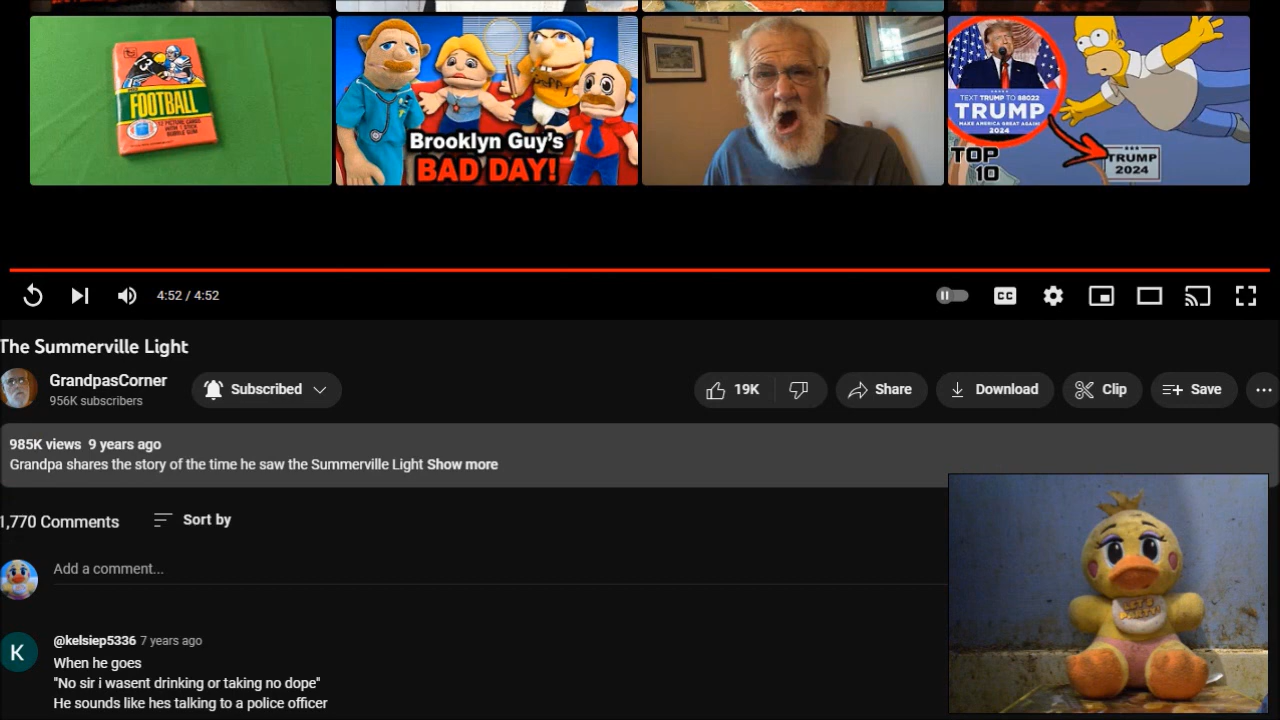 FOOTBALL
Brooklyn Guy's
BAD DAY!
TEXT TRUMP TO 88022
TRUMP
MAKE AMERICA GREAT AGAIN!
2024
TOP
10
TRUMP
2024
4:52 / 4:52
CC
The Summerville Light
GrandpasCorner
956K subscribers
Subscribed
19K
Share
Download
Clip
Save
985K views 9 years ago
Grandpa shares the story of the time he saw the Summerville Light Show more
1,770 Comments
Sort by
Add a comment...
K
@kelsiep5336 7 years ago
When he goes
"No sir i wasent drinking or taking no dope"
He sounds like hes talking to a police officer
LET'S
PARTY!